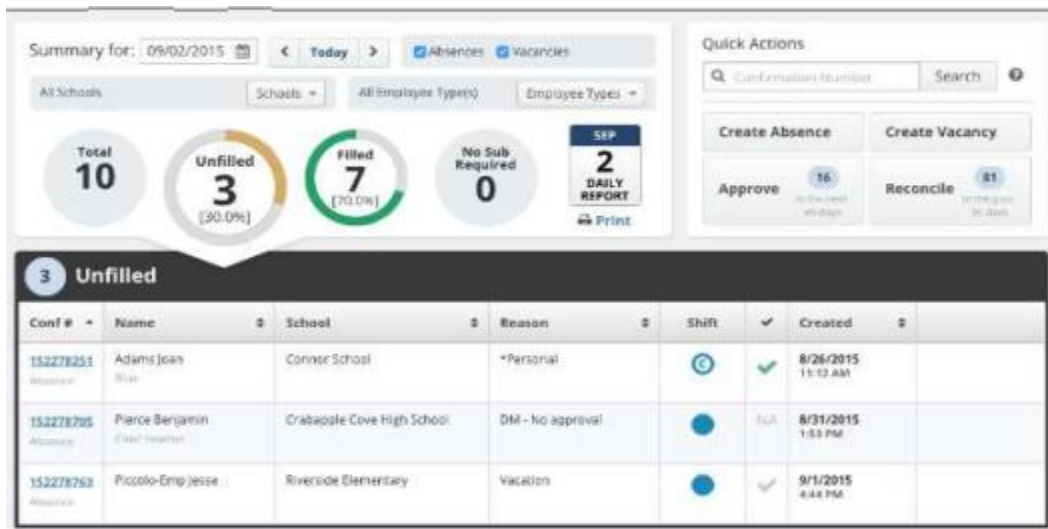 Summary for: 09/02/2015 < Today > Absences Vacancies
All Schools Schools All Employee Type(s) Employee Types
Total
10
Unfilled
3
[30.0%]
Filled
7
[70.0%]
No Sub
Required
0
SEP
2
DAILY
REPORT
Print
Quick Actions
Confirmation Number Search
Create Absence Create Vacancy
Approve 16
Reconcile 81
3 Unfilled
Conf # Name School Reason Shift Created
152278251 Adams Joan Connor School *Personal C 8/26/2015
Absence Blue 11:12 AM
152278705 Pierce Benjamin Crabapple Cove High School DM - No approval NA 8/31/2015
Absence Chief Teacher 1:53 PM
152278763 Piccolo-Emp Jesse Riverside Elementary Vacation 9/1/2015
Absence 4:44 PM